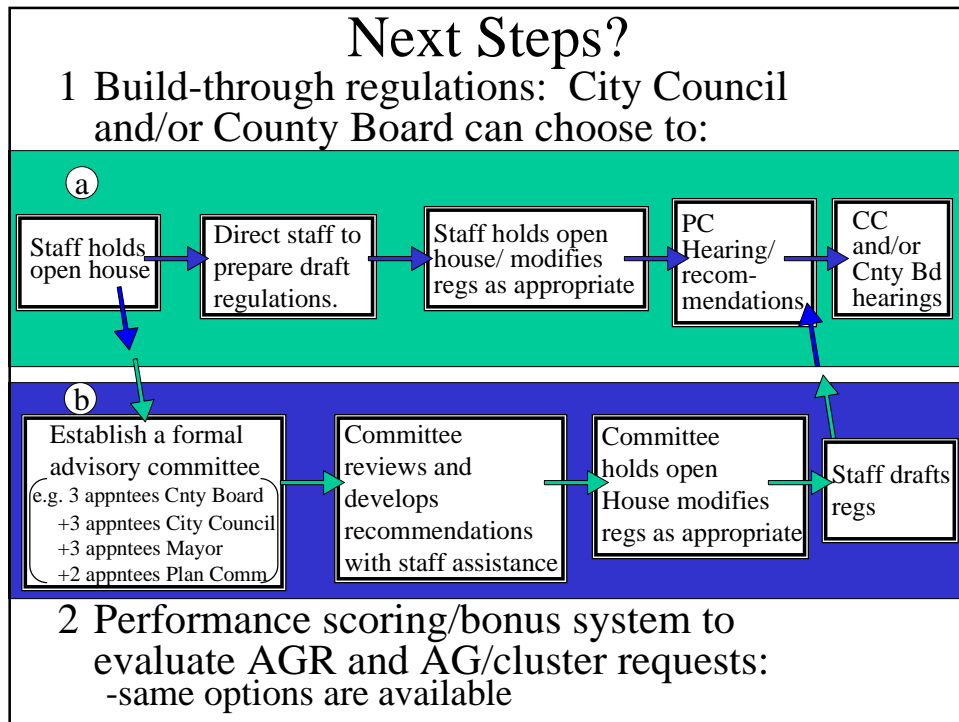 Next Steps?
1 Build-through regulations: City Council
and/or County Board can choose to:
a
Staff holds
open house
Direct staff to
prepare draft
regulations.
Staff holds open
house/ modifies
regs as appropriate
PC
Hearing/
recom-
mendations
CC
and/or
Cnty Bd
hearings
b
Establish a formal
advisory committee
e.g. 3 appntees Cnty Board
+3 appntees City Council
+3 appntees Mayor
+2 appntees Plan Comm
Committee
reviews and
develops
recommendations
with staff assistance
Committee
holds open
House modifies
regs as appropriate
Staff drafts
regs
2 Performance scoring/bonus system to
evaluate AGR and AG/cluster requests:
-same options are available